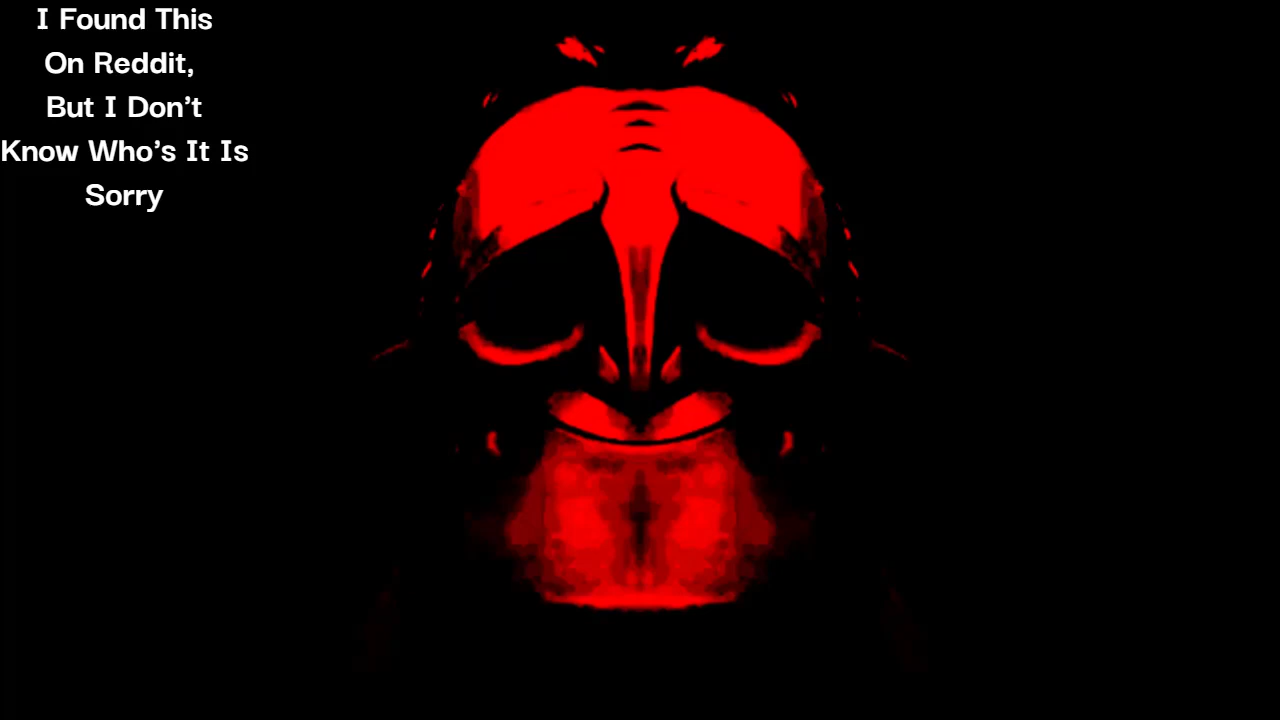 I Found This
On Reddit,
But I Don't
Know Who's It Is
Sorry